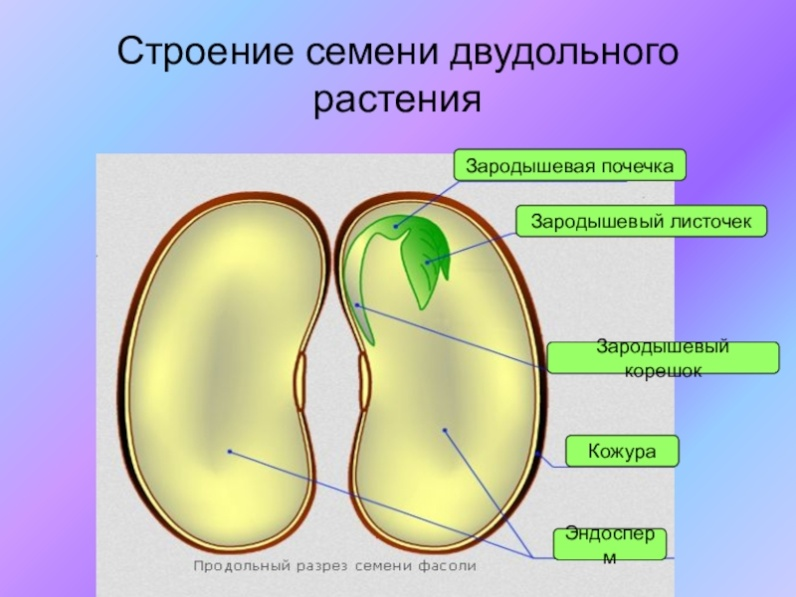 Строение семени двудольного
растения
Зародышевая почечка
Зародышевый листочек
Зародышевый
корешок
Кожура
Эндоспер
м
Продольный разрез семени фасоли